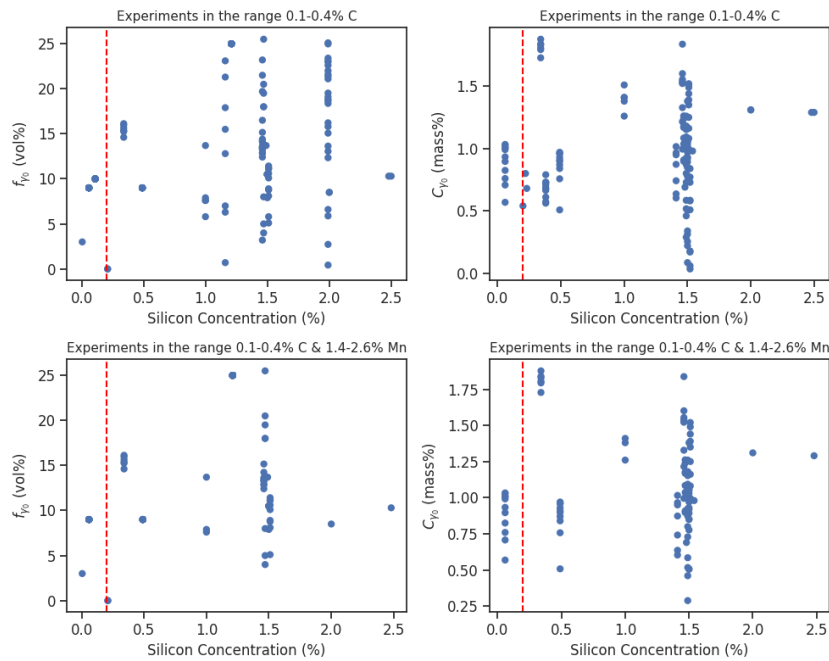 Experiments in the range 0.1-0.4% C
25
20
15
10
5
0
fγ₀ (vol%)
0.0 0.5 1.0 1.5 2.0 2.5
Silicon Concentration (%)
Experiments in the range 0.1-0.4% C
1.5
1.0
0.5
0.0
Cγ₀ (mass%)
0.0 0.5 1.0 1.5 2.0 2.5
Silicon Concentration (%)
Experiments in the range 0.1-0.4% C & 1.4-2.6% Mn
25
20
15
10
5
0
fγ₀ (vol%)
0.0 0.5 1.0 1.5 2.0 2.5
Silicon Concentration (%)
Experiments in the range 0.1-0.4% C & 1.4-2.6% Mn
1.75
1.50
1.25
1.00
0.75
0.50
0.25
Cγ₀ (mass%)
0.0 0.5 1.0 1.5 2.0 2.5
Silicon Concentration (%)